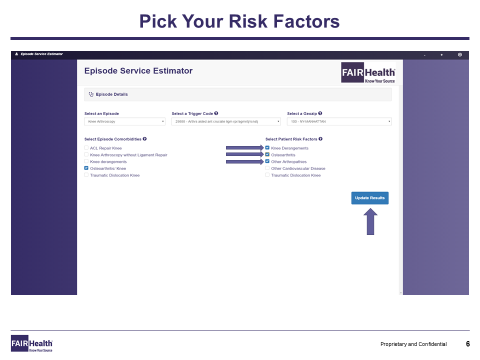 Pick Your Risk Factors
Episode Service Estimator
Episode Service Estimator
FAIR Health
Know Your Source
Episode Details
Select an Episode
Select a Trigger Code
Select a Geozip
Knee Arthroscopy
Select Episode Comorbidities
Select Patient Risk Factors
ACL Repair Knee
Knee Derangements
Knee Arthroscopy without Ligament Repair
Osteoarthritis
Knee derangements
Other Arthropathies
Osteoarthritis Knee
Other Cardiovascular Disease
Traumatic Dislocation Knee
Traumatic Dislocation Knee
Update Results
FAIR Health
Know Your Source
Proprietary and Confidential
6